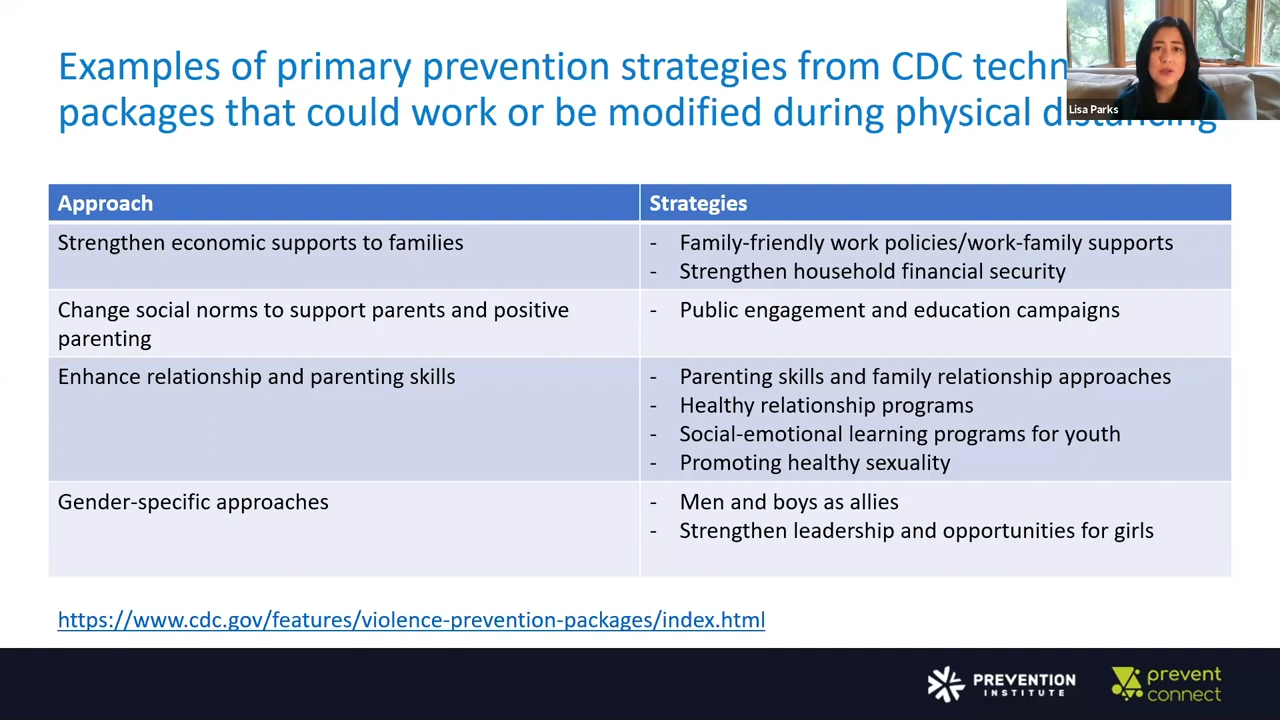 Examples of primary prevention strategies from CDC techn
packages that could work or be modified during physical distancing
Lisa Parks
Approach
Strategies
Strengthen economic supports to families
- Family-friendly work policies/work-family supports
- Strengthen household financial security
Change social norms to support parents and positive
parenting
- Public engagement and education campaigns
Enhance relationship and parenting skills
- Parenting skills and family relationship approaches
- Healthy relationship programs
- Social-emotional learning programs for youth
- Promoting healthy sexuality
Gender-specific approaches
- Men and boys as allies
- Strengthen leadership and opportunities for girls
https://www.cdc.gov/features/violence-prevention-packages/index.html
PREVENTION
INSTITUTE
prevent
connect